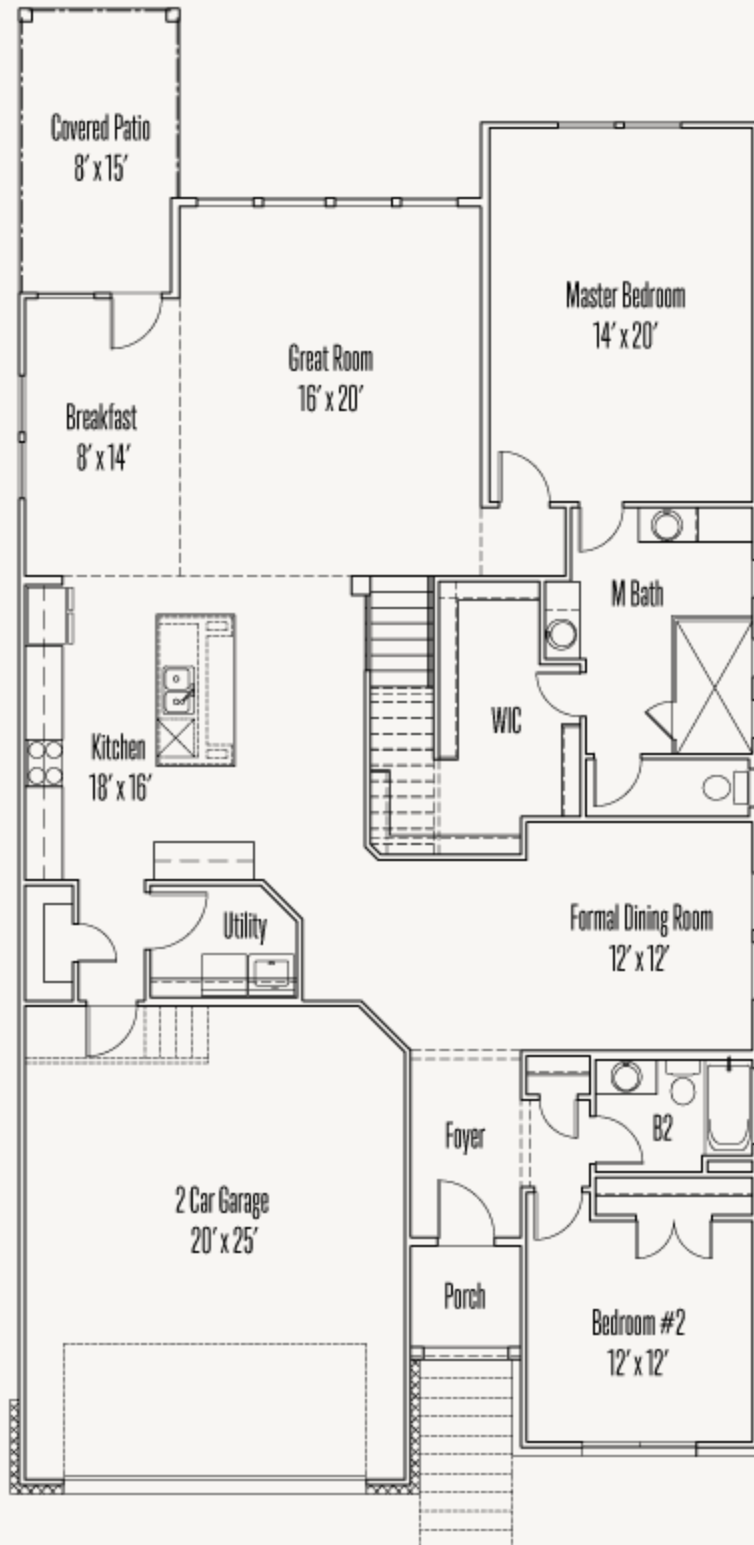 Covered Patio
8' x 15'
Master Bedroom
14' x 20'
Great Room
16' x 20'
Breakfast
8' x 14'
M Bath
WIC
Kitchen
18' x 16'
Utility
Formal Dining Room
12' x 12'
B2
Foyer
2 Car Garage
20' x 25'
Porch
Bedroom #2
12' x 12'